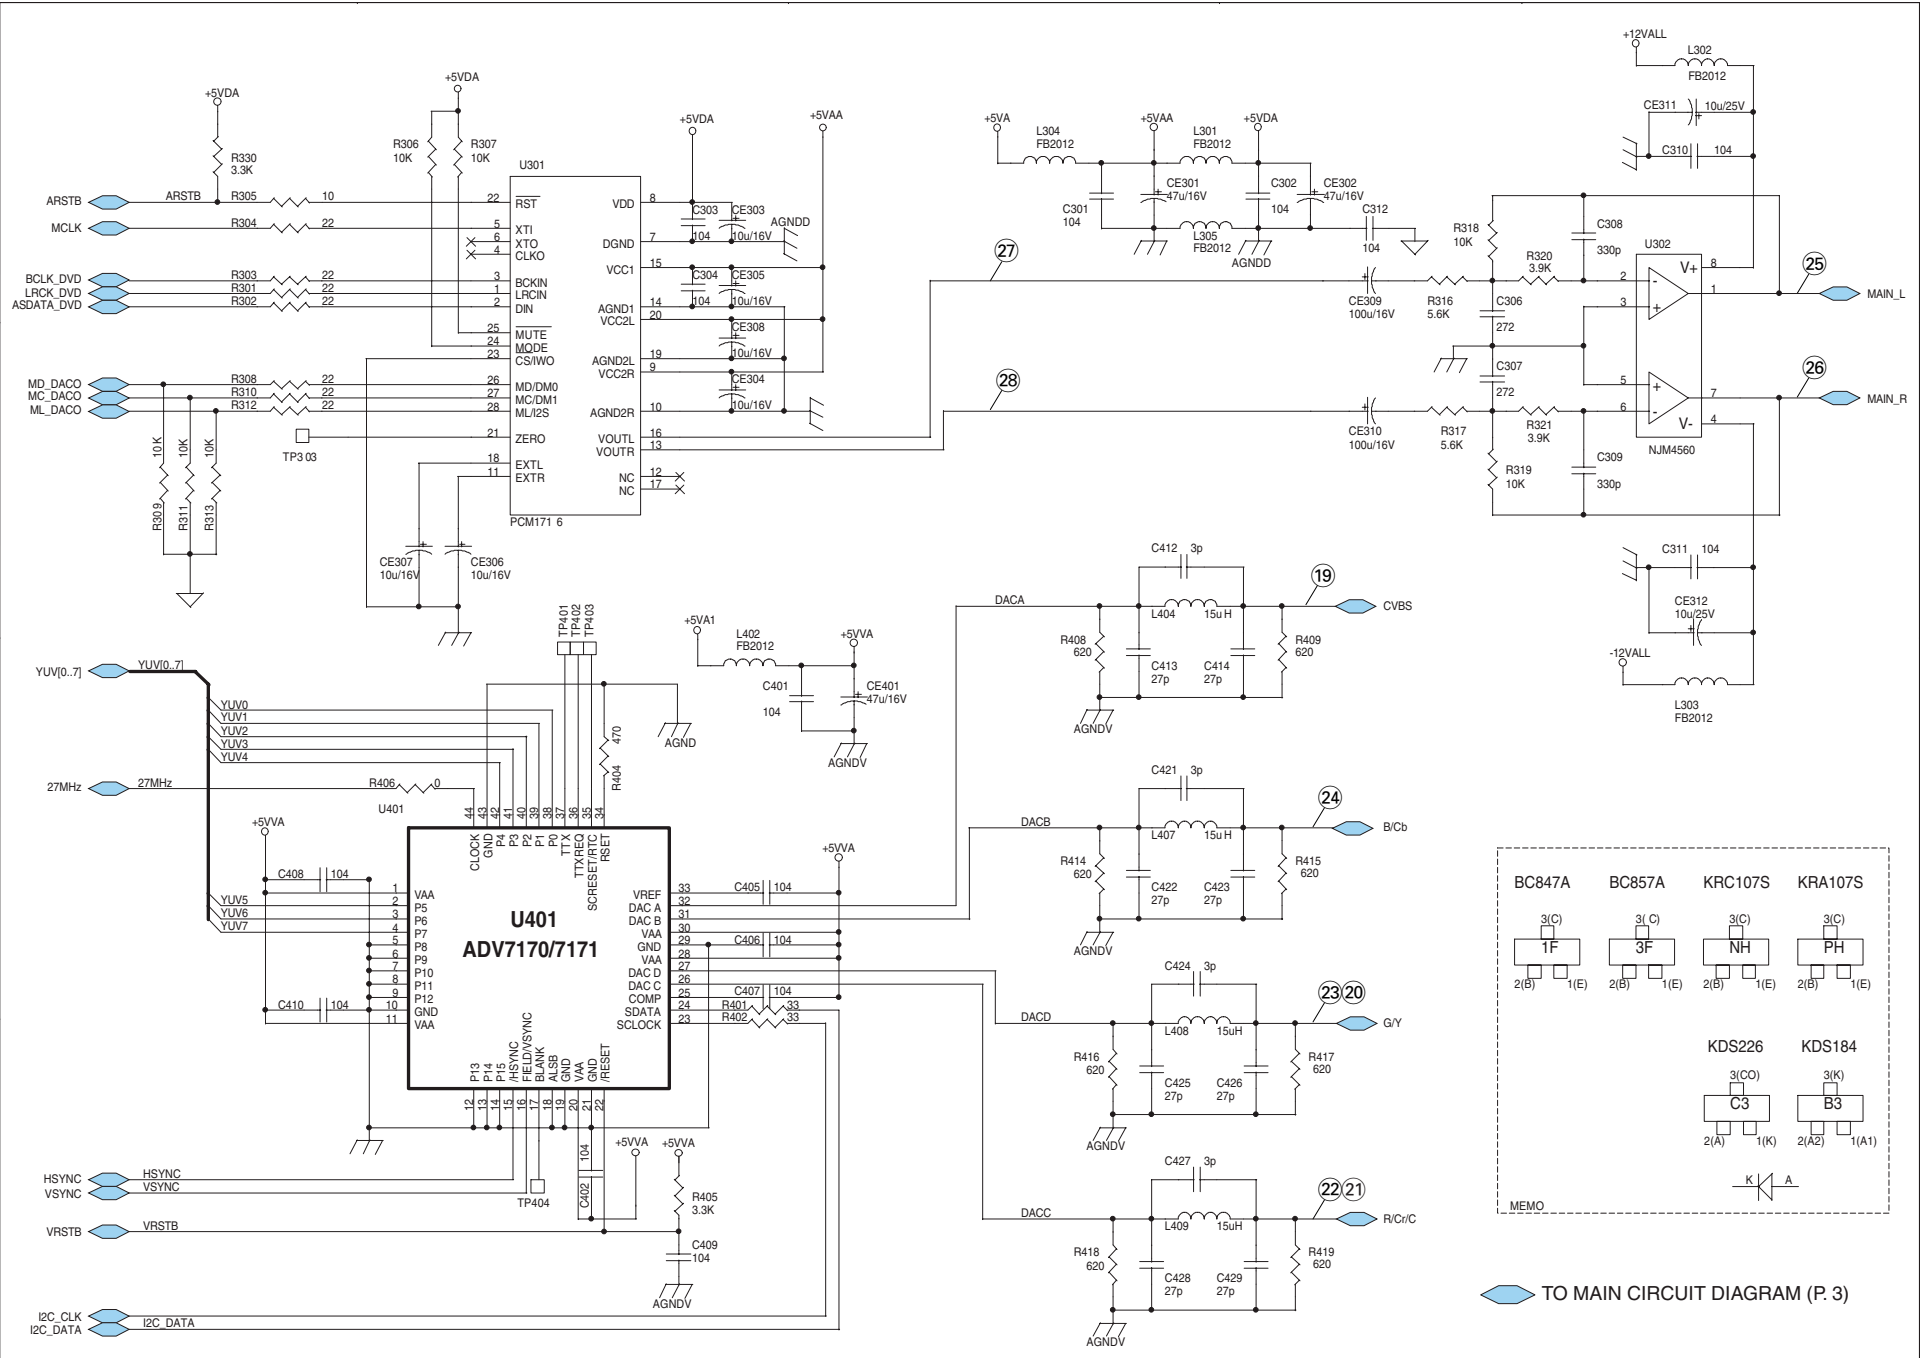 +12VALL
L302
FB2012
CE311
10u/25V
C310
104
+5VDA
+5VDA
+5VDA
+5VAA
+5VA
L304
FB2012
+5VAA
L301
FB2012
+5VDA
R330
3.3K
R306
10K
R307
10K
U301
ARSTB
ARSTB
R305
10
MCLK
R304
22
BCLK_DVD
R303
22
LRCK_DVD
R301
22
ASDATA_DVD
R302
22
MD_DACO
R308
22
MC_DACO
R310
22
ML_DACO
R312
22
R309
10K
R311
10K
R313
10K
TP3 03
22
RST
5
XTI
6
XTO
4
CLKO
3
BCKIN
1
LRCIN
2
DIN
25
MUTE
24
MODE
23
CS/IWO
26
MD/DM0
27
MC/DM1
28
ML/I2S
21
ZERO
18
EXTL
11
EXTR
VDD
8
DGND
7
VCC1
15
AGND1
14
VCC2L
20
AGND2L
19
VCC2R
9
AGND2R
10
VOUTL
16
VOUTR
13
NC
12
NC
17
PCM171 6
C303
104
CE303
10u/16V
AGNDD
C304
104
CE305
10u/16V
CE308
10u/16V
CE304
10u/16V
CE307
10u/16V
CE306
10u/16V
C301
104
CE301
47u/16V
C302
104
CE302
47u/16V
L305
FB2012
AGNDD
C312
104
27
28
CE309
100u/16V
R316
5.6K
R318
10K
R320
3.9K
C308
330p
C306
272
C307
272
CE310
100u/16V
R317
5.6K
R319
10K
R321
3.9K
C309
330p
U302
V+
8
2
-
3
+
1
5
+
6
-
7
V-
4
NJM4560
25
MAIN_L
26
MAIN_R
C311
104
CE312
10u/25V
-12VALL
L303
FB2012
TP401
TP402
TP403
+5VA1
L402
FB2012
+5VVA
C401
104
CE401
47u/16V
AGNDV
AGND
470
R404
YUV[0..7]
YUV[0..7]
YUV0
YUV1
YUV2
YUV3
YUV4
27MHz
27MHz
R406
0
U401
+5VVA
C408
104
YUV5
YUV6
YUV7
C410
104
44
43
42
41
40
39
38
37
36
35
34
CLOCK
GND
P4
P3
P2
P1
P0
TTX
TTXREQ
SCRESET/RTC
RSET
1
VAA
2
P5
3
P6
4
P7
5
P8
6
P9
7
P10
8
P11
9
P12
10
GND
11
VAA
U401
ADV7170/7171
VREF
33
DAC A
32
DAC B
31
VAA
30
GND
29
VAA
28
DAC D
27
DAC C
26
COMP
25
SDATA
24
SCLOCK
23
P13
P14
P15
/HSYNC
FIELD/VSYNC
BLANK
ALSB
GND
VAA
GND
/RESET
12
13
14
15
16
17
18
19
20
21
22
+5VVA
C405
104
C406
104
C407
104
R401
33
R402
33
104
C402
+5VVA
+5VVA
R405
3.3K
C409
104
AGNDV
HSYNC
HSYNC
VSYNC
VSYNC
TP404
VRSTB
VRSTB
I2C_CLK
I2C_DATA
I2C_DATA
DACA
C412
3p
L404
15u H
R408
620
C413
27p
C414
27p
R409
620
AGNDV
19
CVBS
DACB
C421
3p
L407
15u H
R414
620
C422
27p
C423
27p
R415
620
AGNDV
24
B/Cb
DACD
C424
3p
L408
15uH
R416
620
C425
27p
C426
27p
R417
620
AGNDV
23
20
G/Y
DACC
C427
3p
L409
15uH
R418
620
C428
27p
C429
27p
R419
620
AGNDV
22
21
R/Cr/C
BC847A
BC857A
KRC107S
KRA107S
3(C)
3( C)
3(C)
3(C)
1F
3F
NH
PH
2(B)
1(E)
2(B)
1(E)
2(B)
1(E)
2(B)
1(E)
KDS226
KDS184
3(CO)
3(K)
C3
B3
2(A)
1(K)
2(A2)
1(A1)
K
A
MEMO
TO MAIN CIRCUIT DIAGRAM (P. 3)